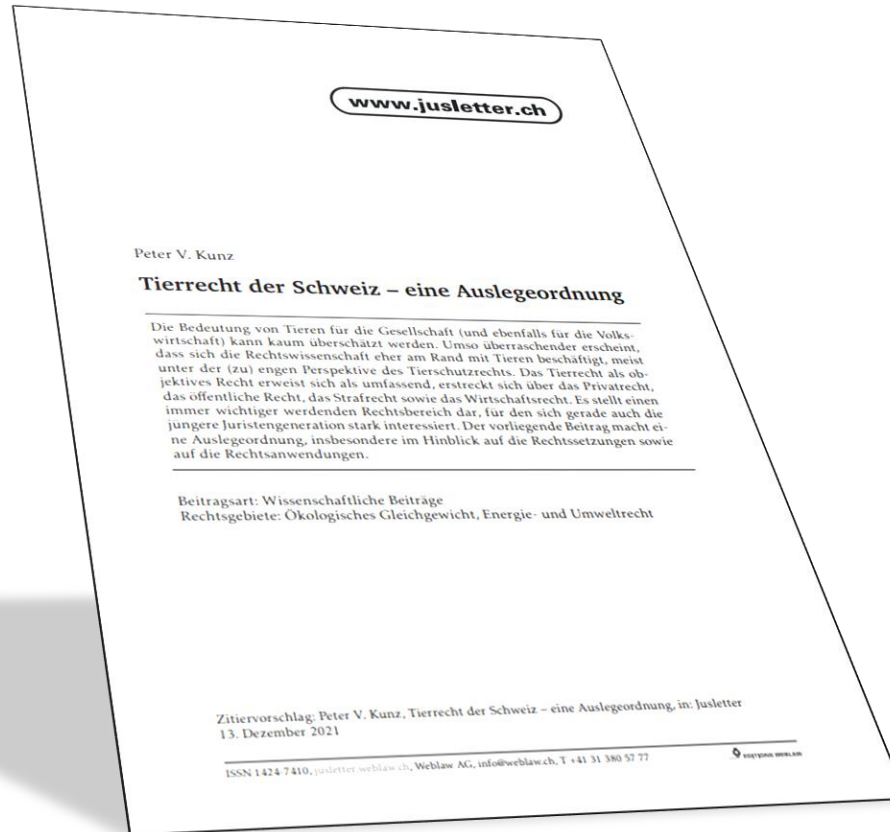 www.jusletter.ch
Peter V. Kunz
Tierrecht der Schweiz – eine Auslegeordnung
Die Bedeutung von Tieren für die Gesellschaft (und ebenfalls für die Volks-
wirtschaft) kann kaum überschätzt werden. Umso überraschender erscheint,
dass sich die Rechtswissenschaft eher am Rand mit Tieren beschäftigt, meist
unter der (zu) engen Perspektive des Tierschutzrechts. Das Tierrecht als ob-
jektives Recht erweist sich als umfassend, erstreckt sich über das Privatrecht,
das öffentliche Recht, das Strafrecht sowie das Wirtschaftsrecht. Es stellt einen
immer wichtiger werdenden Rechtsbereich dar, für den sich gerade auch die
jüngere Juristengeneration stark interessiert. Der vorliegende Beitrag macht ei-
ne Auslegeordnung, insbesondere im Hinblick auf die Rechtssetzungen sowie
auf die Rechtsanwendungen.
Beitragsart: Wissenschaftliche Beiträge
Rechtsgebiete: Ökologisches Gleichgewicht, Energie- und Umweltrecht
Zitiervorschlag: Peter V. Kunz, Tierrecht der Schweiz – eine Auslegeordnung, in: Jusletter
13. Dezember 2021
ISSN 1424-7410, jusletter.weblaw.ch, Weblaw AG, info@weblaw.ch, T +41 31 380 57 77
EDITIONS WEBLAW